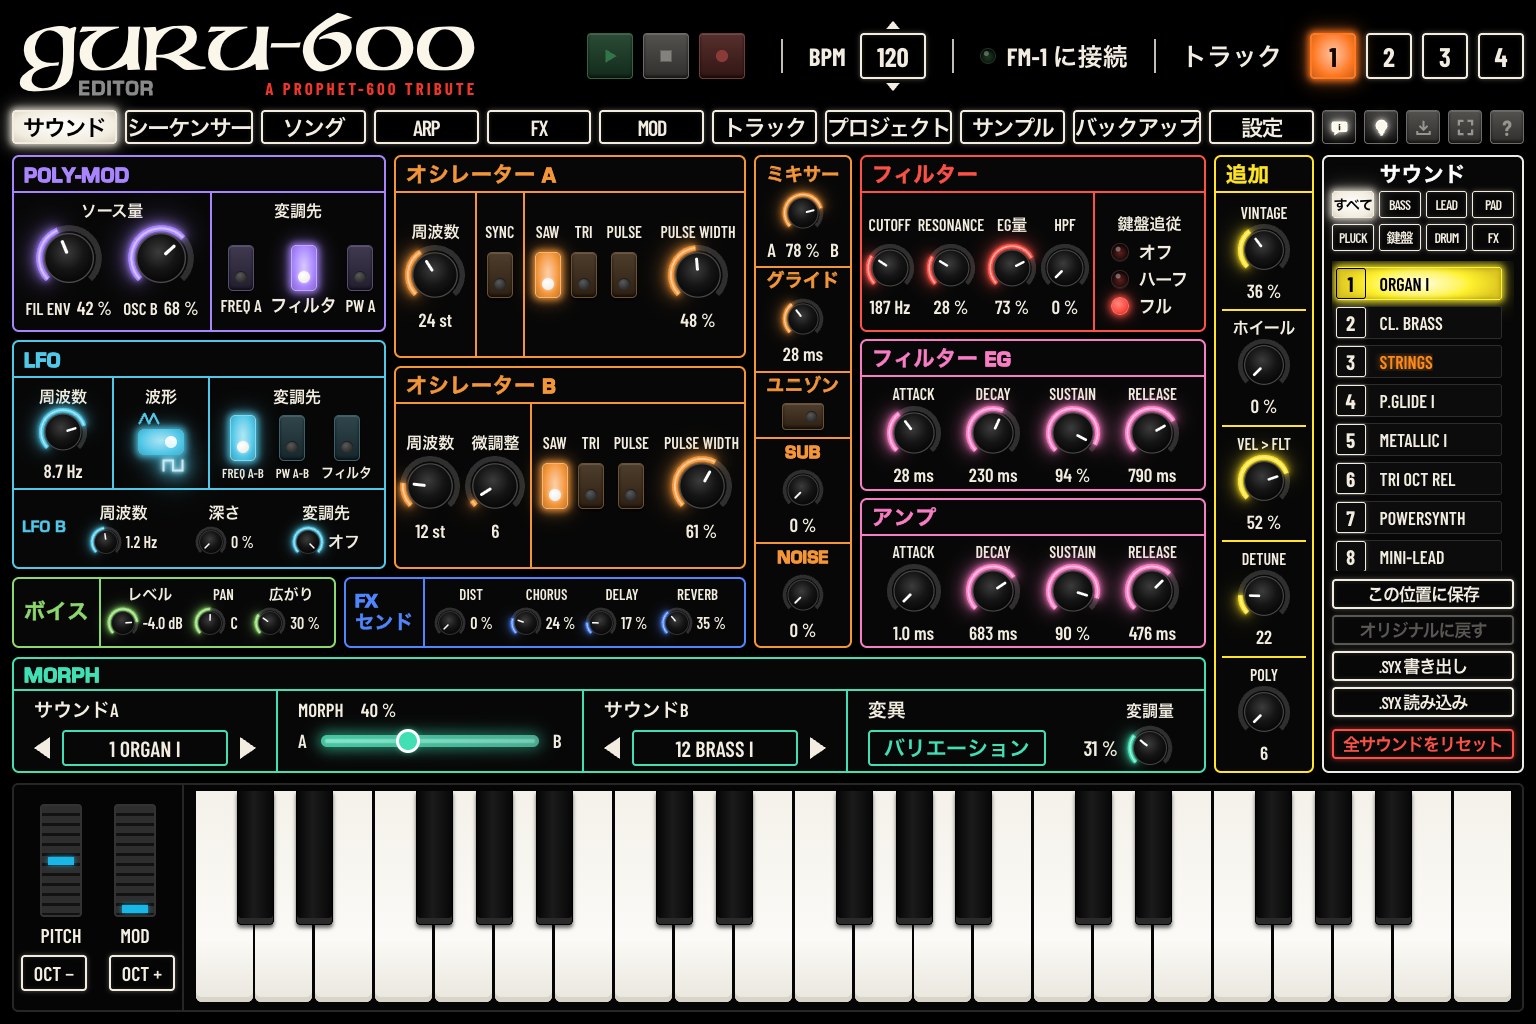 guru-600
EDITOR
A PROPHET-600 TRIBUTE
BPM
120
FM-1 に接続
トラック
1
2
3
4
サウンド
シーケンサー
ソング
ARP
FX
MOD
トラック
プロジェクト
サンプル
バックアップ
設定
?
POLY-MOD
ソース量
変調先
FIL ENV 42 %
OSC B 68 %
FREQ A
フィルタ
PW A
LFO
周波数
波形
変調先
8.7 Hz
FREQ A-B
PW A-B
フィルタ
LFO B
周波数
深さ
変調先
1.2 Hz
0 %
オフ
ボイス
レベル
PAN
広がり
-4.0 dB
C
30 %
オシレーター A
周波数
SYNC
SAW
TRI
PULSE
PULSE WIDTH
24 st
48 %
オシレーター B
周波数
微調整
SAW
TRI
PULSE
PULSE WIDTH
12 st
6
61 %
FX
センド
DIST
CHORUS
DELAY
REVERB
0 %
24 %
17 %
35 %
ミキサー
A 78 % B
グライド
28 ms
ユニゾン
SUB
0 %
NOISE
0 %
フィルター
CUTOFF
RESONANCE
EG量
HPF
鍵盤追従
オフ
ハーフ
フル
187 Hz
28 %
73 %
0 %
フィルター EG
ATTACK
DECAY
SUSTAIN
RELEASE
28 ms
230 ms
94 %
790 ms
アンプ
ATTACK
DECAY
SUSTAIN
RELEASE
1.0 ms
683 ms
90 %
476 ms
追加
VINTAGE
36 %
ホイール
0 %
VEL > FLT
52 %
DETUNE
22
POLY
6
サウンド
すべて
BASS
LEAD
PAD
PLUCK
鍵盤
DRUM
FX
1 ORGAN I
2 CL. BRASS
3 STRINGS
4 P.GLIDE I
5 METALLIC I
6 TRI OCT REL
7 POWERSYNTH
8 MINI-LEAD
この位置に保存
オリジナルに戻す
.SYX 書き出し
.SYX 読み込み
全サウンドをリセット
MORPH
サウンドA
1 ORGAN I
MORPH 40 %
A
B
サウンドB
12 BRASS I
変異
バリエーション
変調量
31 %
PITCH
MOD
OCT −
OCT +